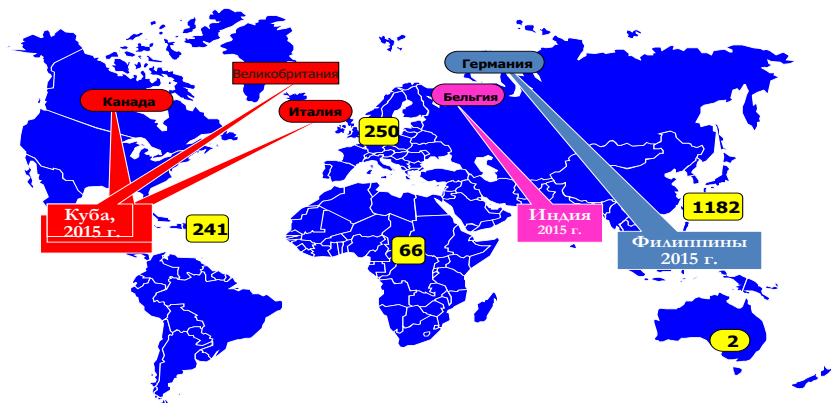 Германия
Великобритания
Бельгия
Канада
Италия
250
Куба,
2015 г.
241
66
Индия
2015 г.
1182
Филиппины
2015 г.
2